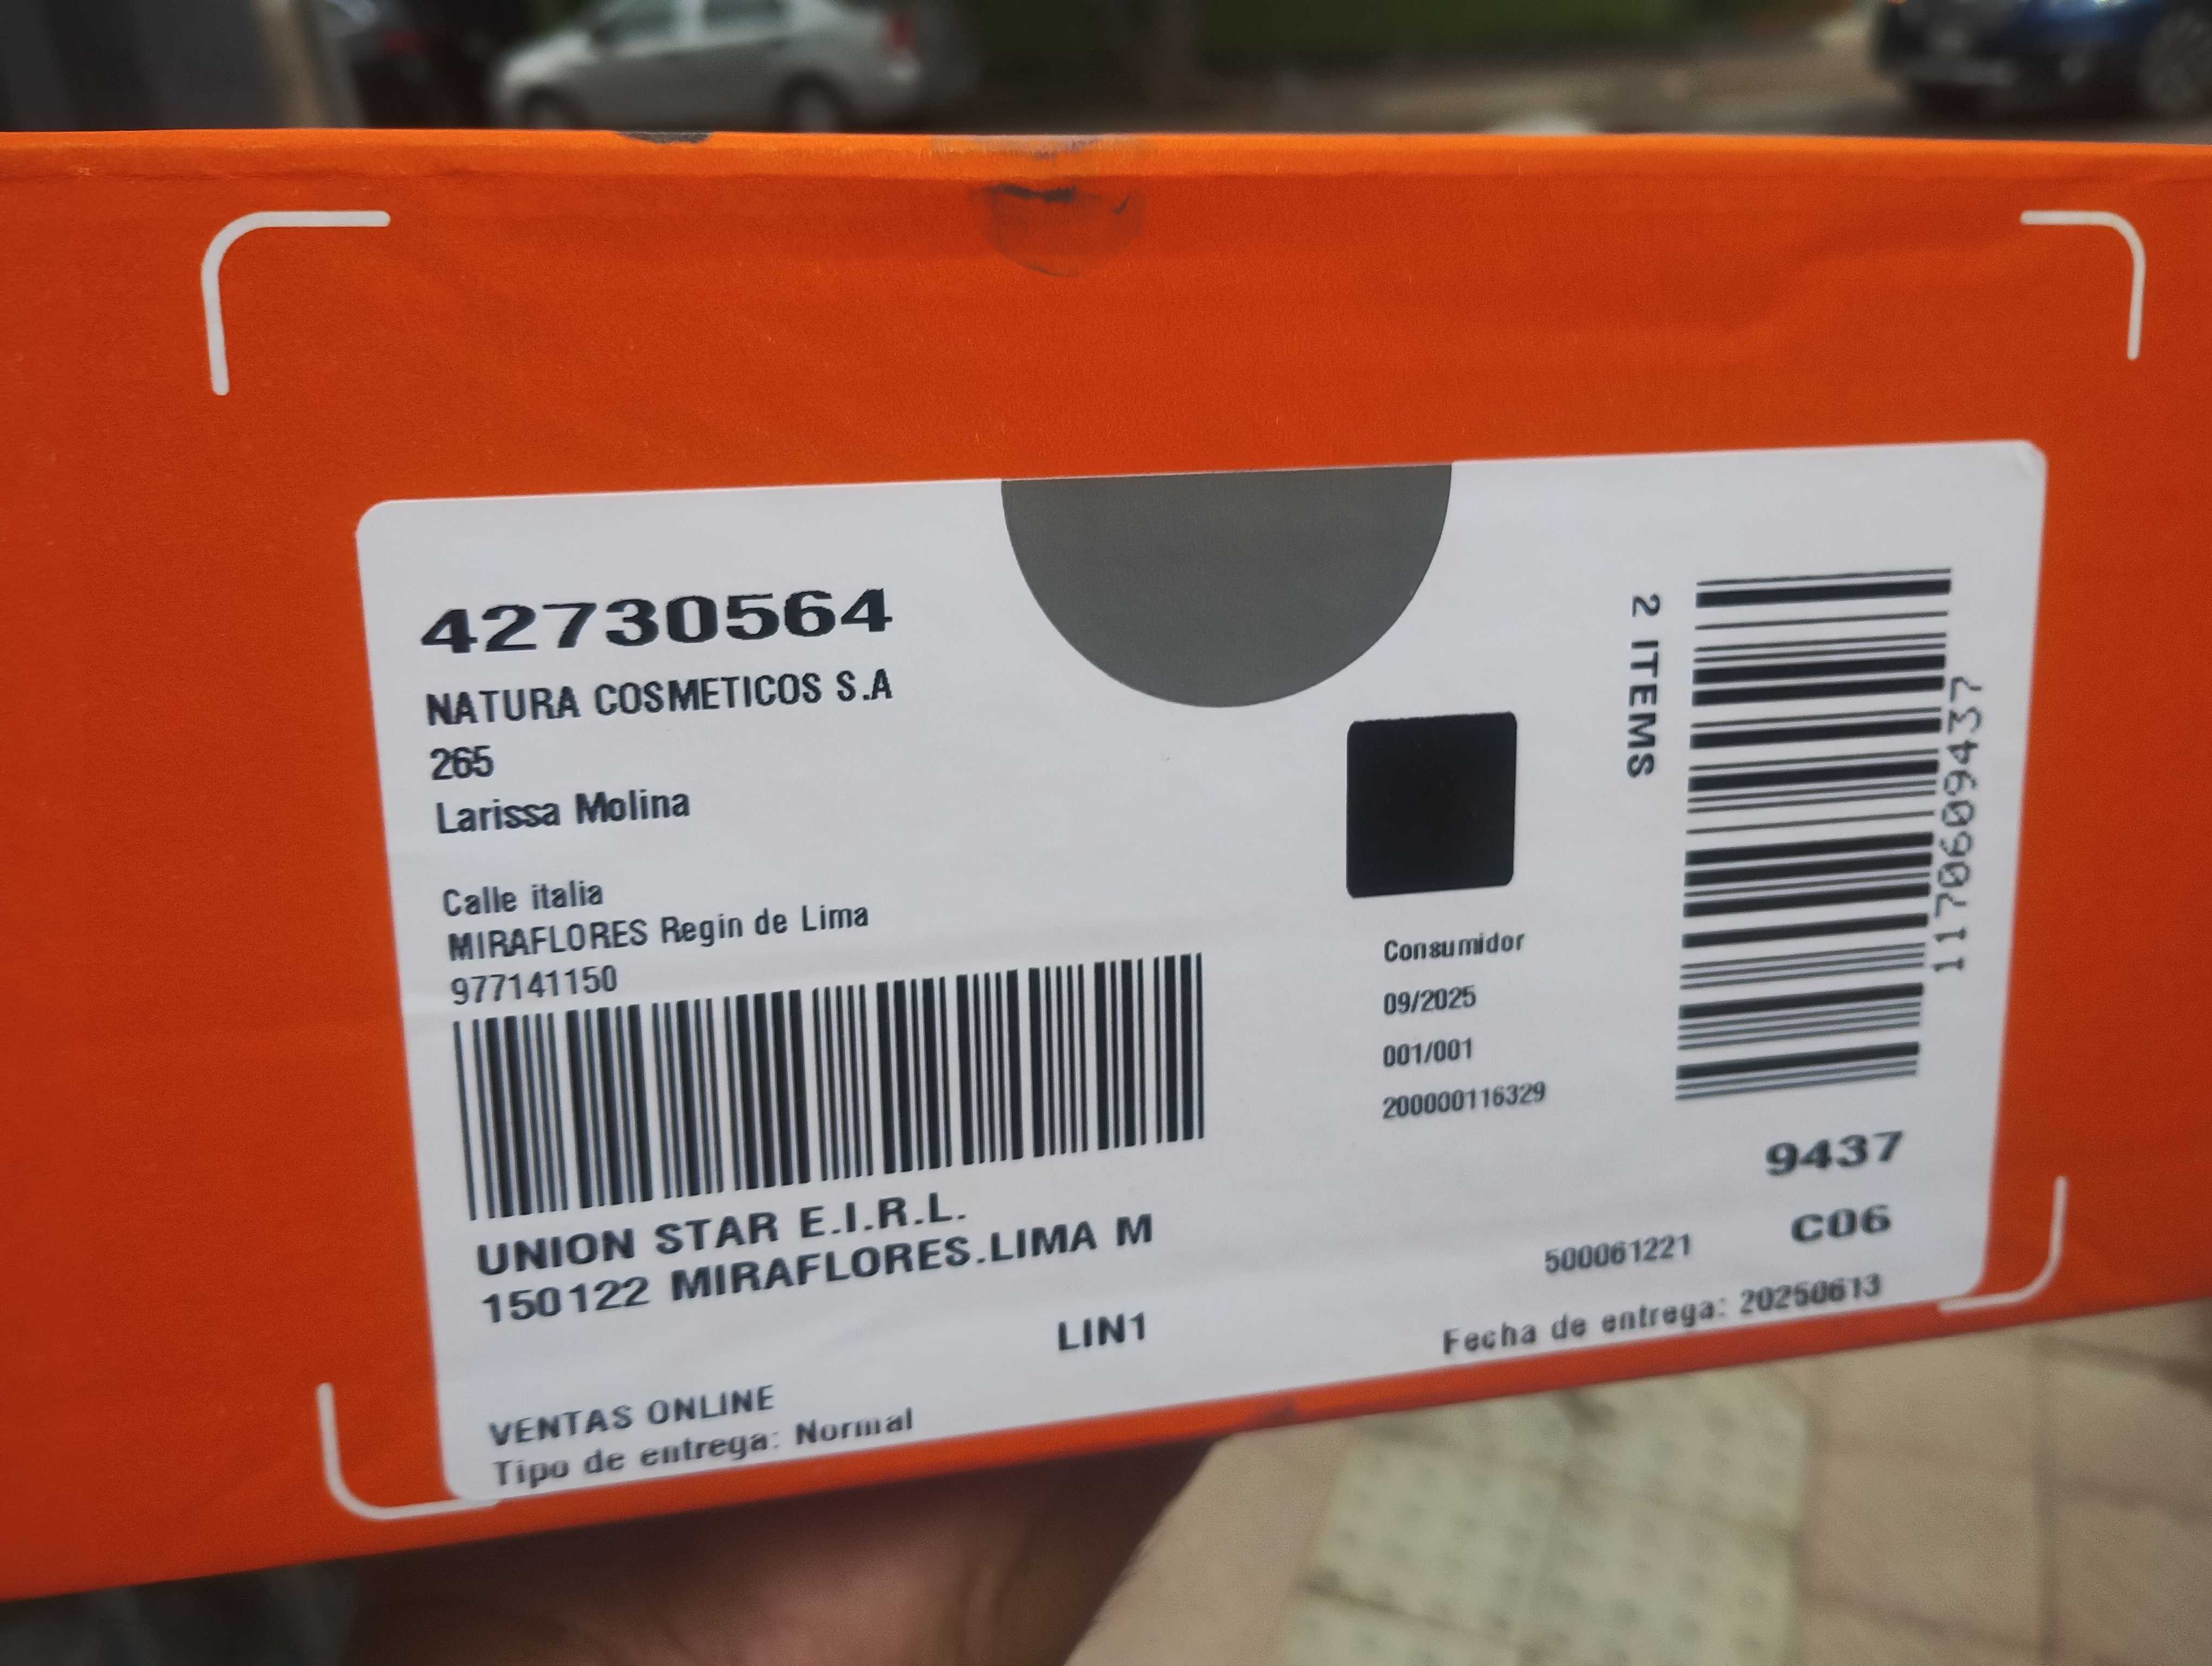 42730564
NATURA COSMETICOS S.A
265
Larissa Molina
Calle italia
MIRAFLORES Regin de Lima
977141150
UNION STAR E.I.R.L.
150122 MIRAFLORES.LIMA M
LIN1
VENTAS ONLINE
Tipo de entrega: Normal
Consumidor
09/2025
001/001
200000116329
2 ITEMS
1170609437
9437
C06
500061221
Fecha de entrega: 20250613